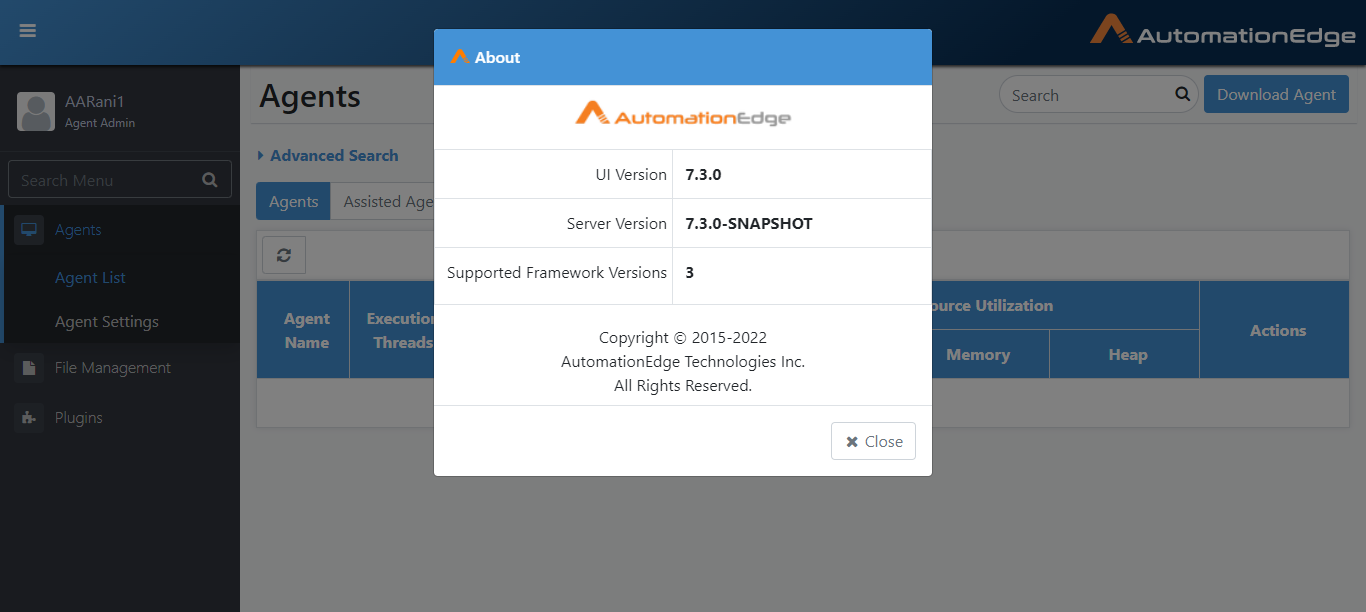 AutomationEdge
AARani1
Agent Admin
Search Menu
Agents
Agent List
Agent Settings
File Management
Plugins
Agents
Search
Download Agent
Advanced Search
Agents
Assisted
Agent Name
Execution Threads
Utilization
Memory
Heap
Actions
About
AutomationEdge
UI Version 7.3.0
Server Version 7.3.0-SNAPSHOT
Supported Framework Versions 3
Copyright © 2015-2022
AutomationEdge Technologies Inc.
All Rights Reserved.
Close